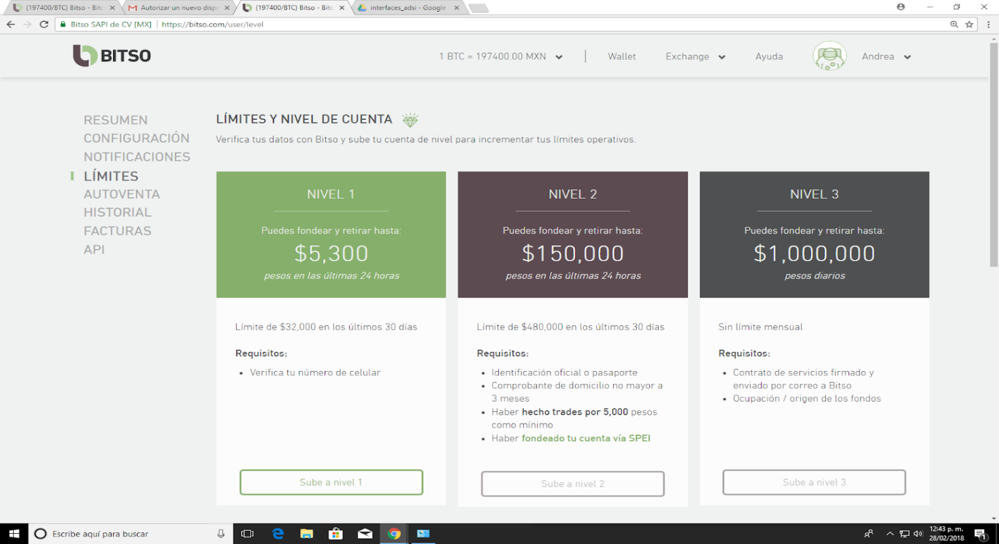 (197400/BTC) Bitso - Bitc
Autorizar un nuevo dispo
(197400/BTC) Bitso - Bitc
interfaces_adsi - Google
Bitso SAPI de CV [MX] | https://bitso.com/user/level
BITSO
1 BTC = 197400.00 MXN
Wallet
Exchange
Ayuda
Andrea
RESUMEN
CONFIGURACIÓN
NOTIFICACIONES
LÍMITES
AUTOVENTA
HISTORIAL
FACTURAS
API
LÍMITES Y NIVEL DE CUENTA
Verifica tus datos con Bitso y sube tu cuenta de nivel para incrementar tus límites operativos.
NIVEL 1
Puedes fondear y retirar hasta:
$5,300
pesos en las últimas 24 horas
Límite de $32,000 en los últimos 30 días
Requisitos:
• Verifica tu número de celular
Sube a nivel 1
NIVEL 2
Puedes fondear y retirar hasta:
$150,000
pesos en las últimas 24 horas
Límite de $480,000 en los últimos 30 días
Requisitos:
• Identificación oficial o pasaporte
• Comprobante de domicilio no mayor a
3 meses
• Haber hecho trades por 5,000 pesos
como mínimo
• Haber fondeado tu cuenta vía SPEI
Sube a nivel 2
NIVEL 3
Puedes fondear y retirar hasta:
$1,000,000
pesos diarios
Sin límite mensual
Requisitos:
• Contrato de servicios firmado y
enviado por correo a Bitso
• Ocupación / origen de los fondos
Sube a nivel 3
Escribe aquí para buscar
12:43 p. m.
28/02/2018
1